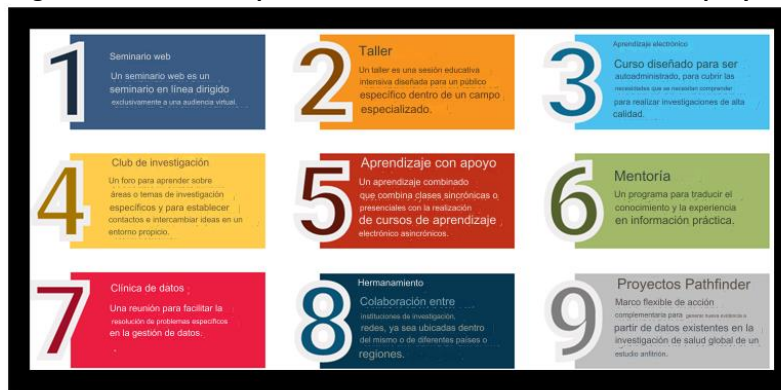 1
Seminario web
Un seminario web es un
seminario en línea dirigido
exclusivamente a una audiencia virtual.
2
Taller
Un taller es una sesión educativa
intensiva diseñada para un público
específico dentro de un campo
especializado.
3
Aprendizaje electrónico
Curso diseñado para ser
autoadministrado, para cubrir las
necesidades que se necesitan comprender
para realizar investigaciones de alta
calidad.
4
Club de investigación
Un foro para aprender sobre
áreas o temas de investigación
específicos y para establecer
contactos e intercambiar ideas en un
entorno propicio.
5
Aprendizaje con apoyo
Un aprendizaje combinado
que combina clases sincrónicas o
presenciales con la realización
de cursos de aprendizaje
electrónico asincrónicos.
6
Mentoría
Un programa para traducir el
conocimiento y la experiencia
en información práctica.
7
Clínica de datos
Una reunión para facilitar la
resolución de problemas específicos
en la gestión de datos.
8
Hermanamiento
Colaboración entre
instituciones de investigación,
redes, ya sea ubicadas dentro
del mismo o de diferentes países o
regiones.
9
Proyectos Pathfinder
Marco flexible de acción
complementaria para generar nueva evidencia a
partir de datos existentes en la
investigación de salud global de un
estudio anfitrión.